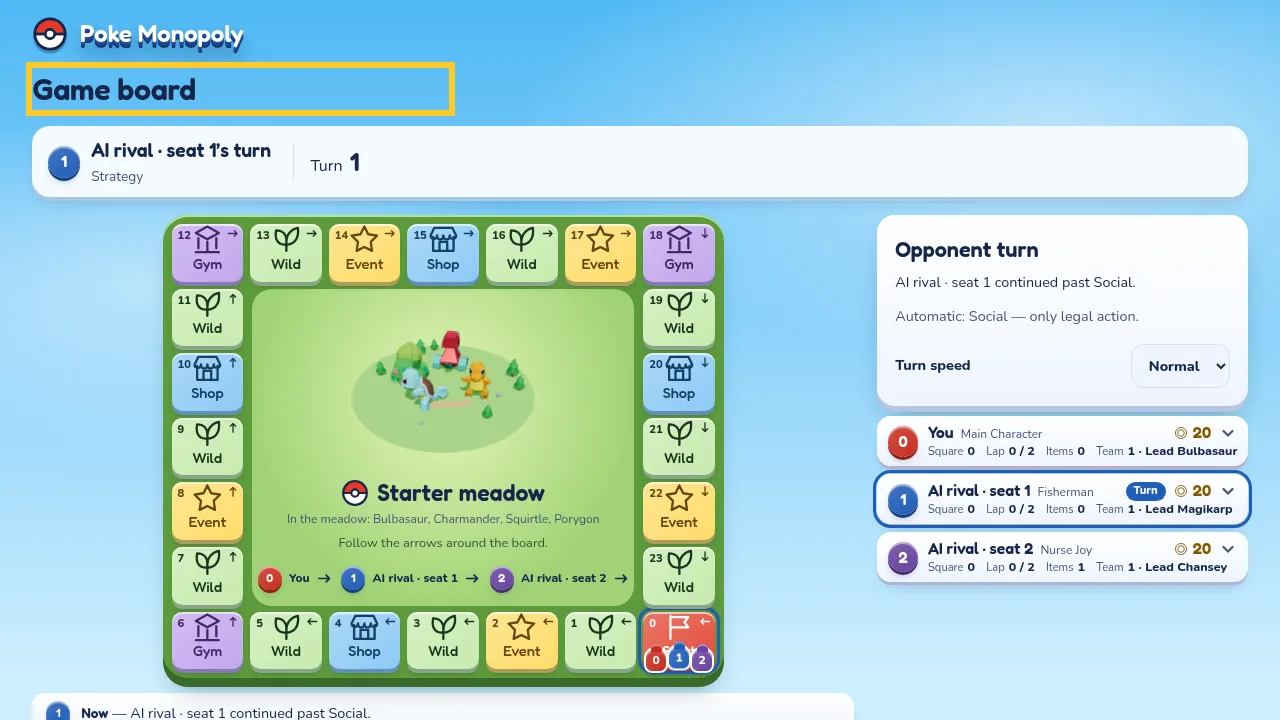 Poke Monopoly
Game board
1 AI rival · seat 1's turn
Strategy
Turn 1
12 → Gym
13 → Wild
14 → Event
15 → Shop
16 → Wild
17 → Event
18 ↓ Gym
11 ↑ Wild
19 ↓ Wild
10 ↑ Shop
20 ↓ Shop
9 ↑ Wild
21 ↓ Wild
8 ↑ Event
22 ↓ Event
7 ↑ Wild
23 ↓ Wild
Starter meadow
In the meadow: Bulbasaur, Charmander, Squirtle, Porygon
Follow the arrows around the board.
0 You → 1 AI rival · seat 1 → 2 AI rival · seat 2 →
6 ↑ Gym
5 ← Wild
4 ← Shop
3 ← Wild
2 ← Event
1 ← Wild
0 ←
0 1 2
Opponent turn
AI rival · seat 1 continued past Social.
Automatic: Social — only legal action.
Turn speed Normal
0 You Main Character 20
Square 0 Lap 0 / 2 Items 0 Team 1 · Lead Bulbasaur
1 AI rival · seat 1 Fisherman Turn 20
Square 0 Lap 0 / 2 Items 0 Team 1 · Lead Magikarp
2 AI rival · seat 2 Nurse Joy 20
Square 0 Lap 0 / 2 Items 1 Team 1 · Lead Chansey
1 Now — AI rival · seat 1 continued past Social.